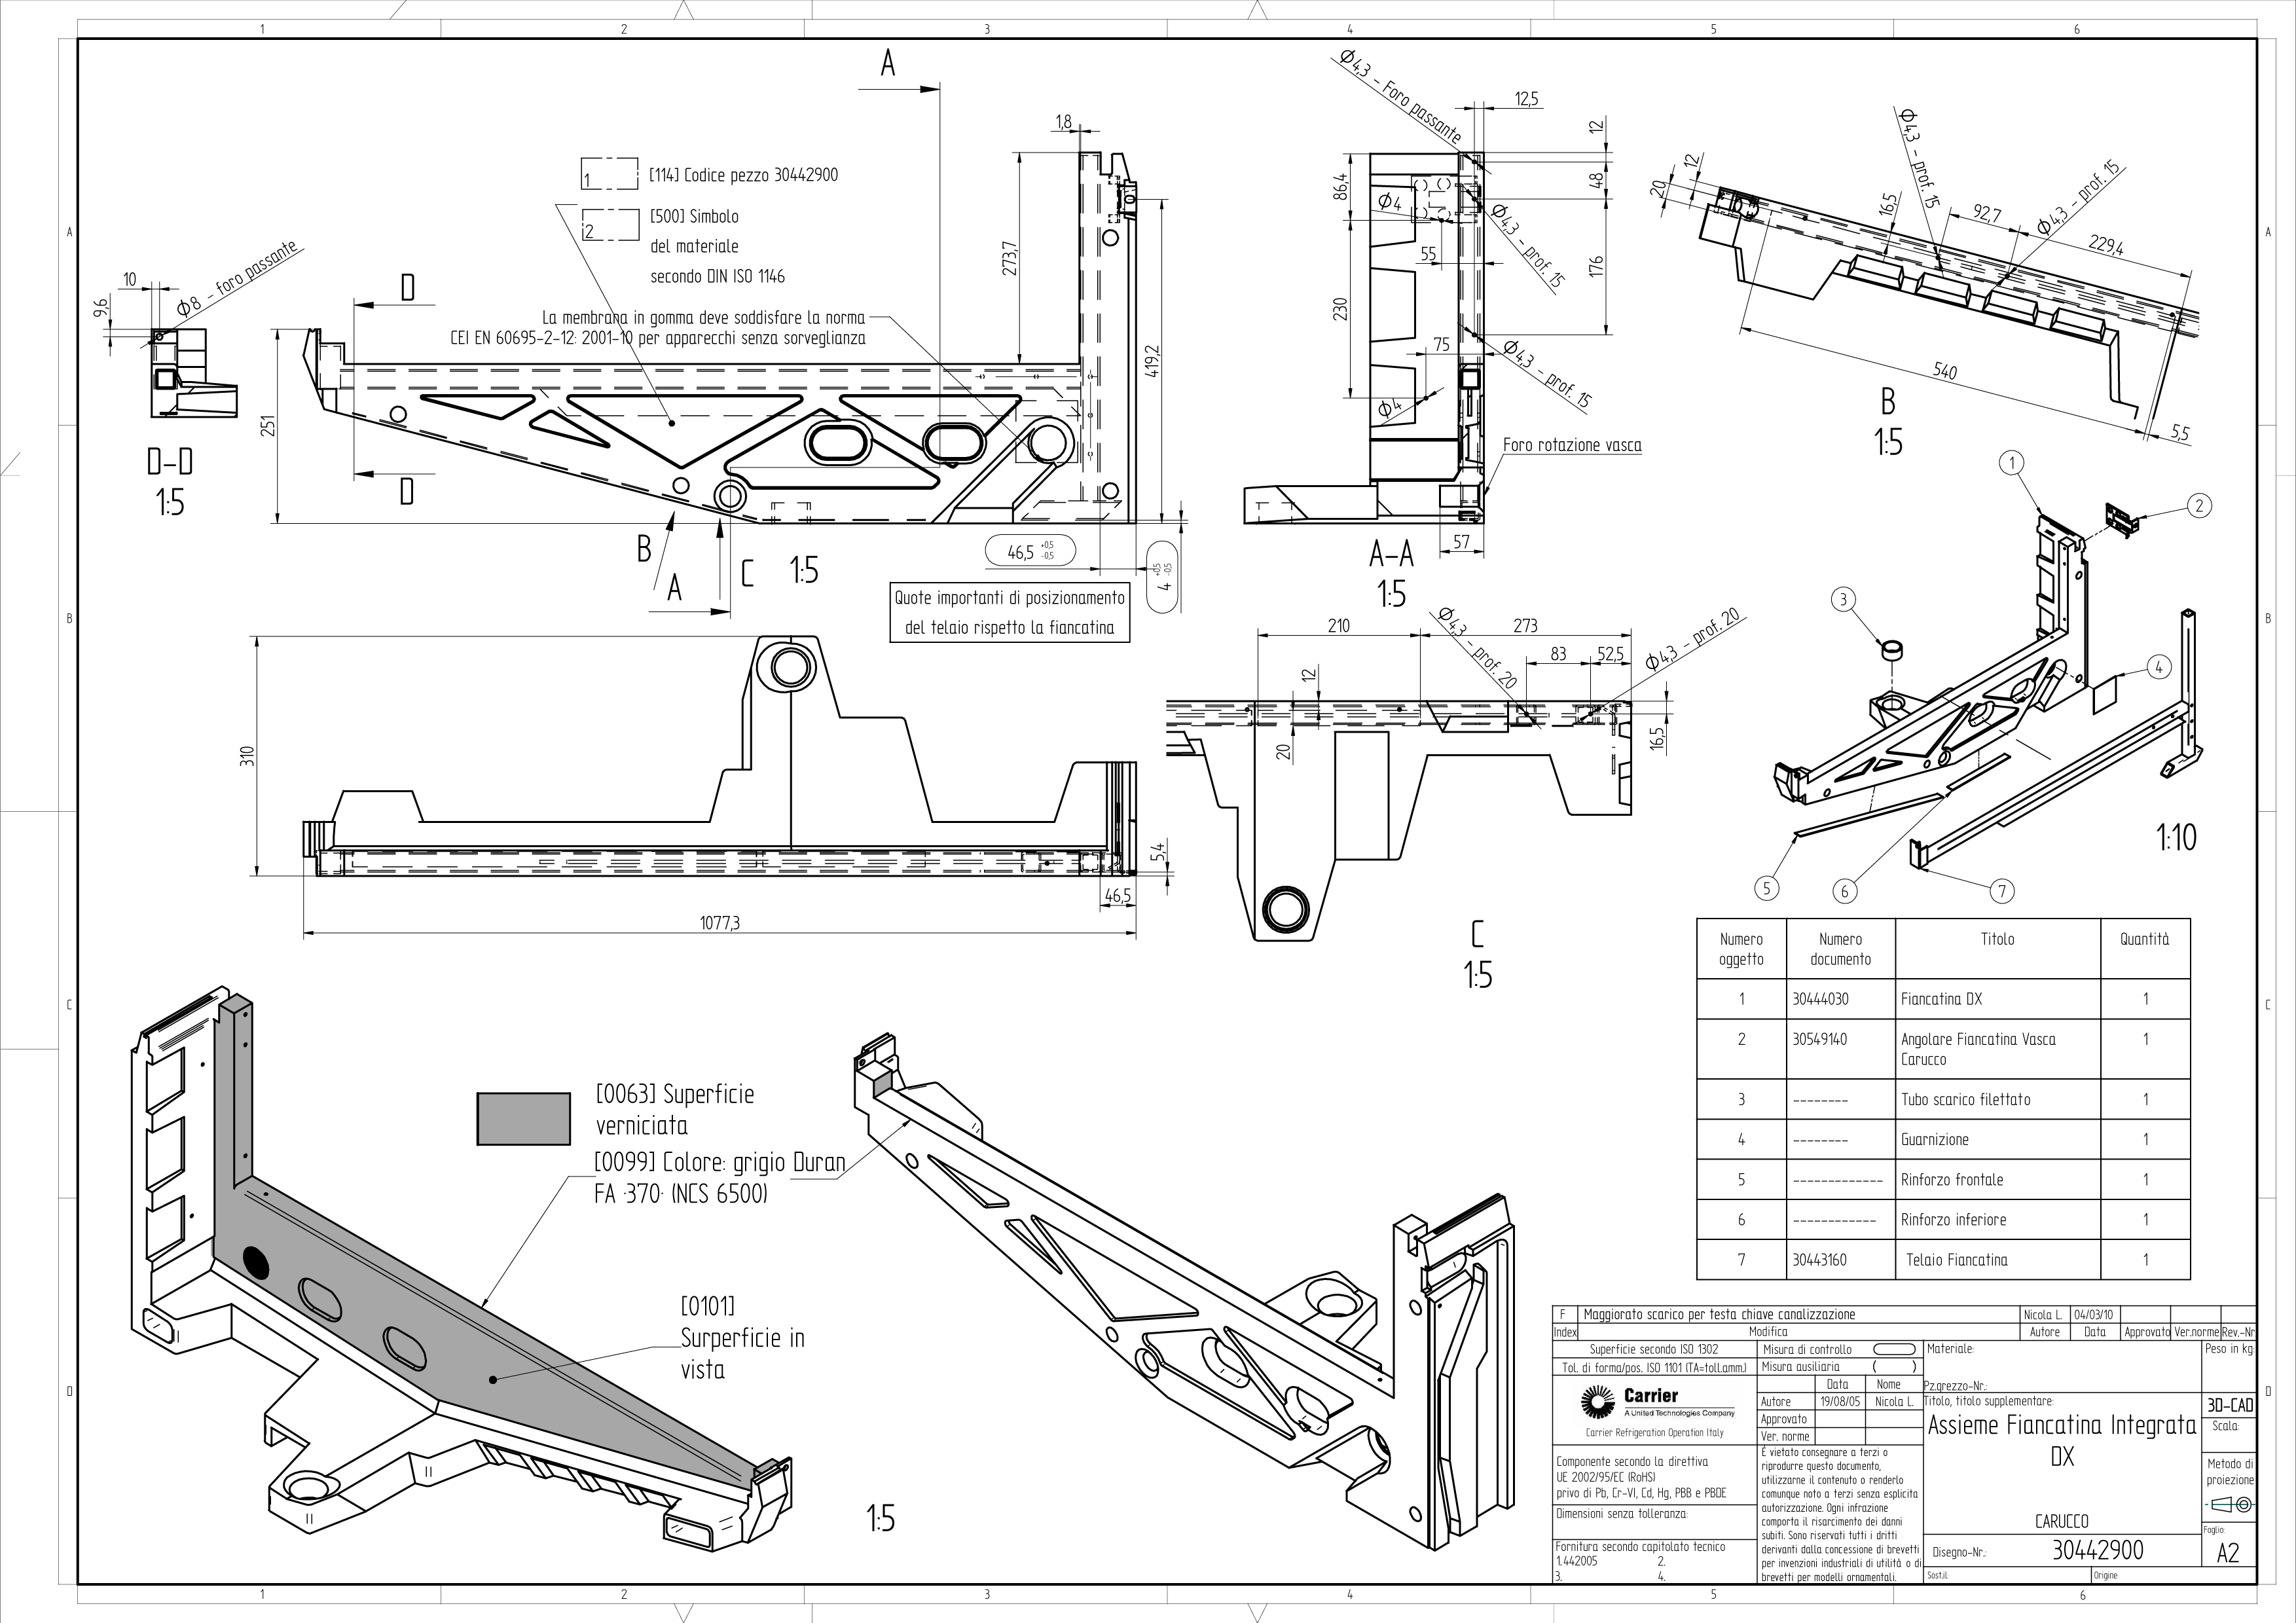 1
2
3
4
5
6
A
B
C
D
A
1,8
[114] Codice pezzo 30442900
1
[500] Simbolo
del materiale
secondo DIN ISO 1146
2
La membrana in gomma deve soddisfare la norma
CEI EN 60695-2-12: 2001-10 per apparecchi senza sorveglianza
273,7
419,2
251
D
D
B
A
C
1:5
46,5 +0,5 -0,5
4 +0,5 -0,5
Quote importanti di posizionamento
del telaio rispetto la fiancatina
10
9,6
Φ8 - foro passante
D-D
1:5
Φ4,3 - Foro passante
12,5
12
48
176
86,4
Φ4
55
230
75
Φ4
Φ4,3 - prof. 15
Φ4,3 - prof. 15
Foro rotazione vasca
57
A-A
1:5
12
20
16,5
Φ4,3 - prof. 15
92,7
Φ4,3 - prof. 15
229,4
540
5,5
B
1:5
310
5,4
46,5
1077,3
210
273
Φ4,3 - prof. 20
83
52,5
Φ4,3 - prof. 20
12
20
16,5
C
1:5
1
2
3
4
5
6
7
1:10
Numero oggetto Numero documento Titolo Quantità
1 30444030 Fiancatina DX 1
2 30549140 Angolare Fiancatina Vasca Carucco 1
3 -------- Tubo scarico filettato 1
4 -------- Guarnizione 1
5 ------------- Rinforzo frontale 1
6 ------------ Rinforzo inferiore 1
7 30443160 Telaio Fiancatina 1
[0063] Superficie
verniciata
[0099] Colore: grigio Duran
FA ·370· (NCS 6500)
[0101]
Surperficie in
vista
1:5
F Maggiorato scarico per testa chiave canalizzazione Nicola L. 04/03/10
Index Modifica Autore Data Approvato Ver.norme Rev.-Nr
Superficie secondo ISO 1302
Tol. di forma/pos. ISO 1101 (TA=toll.amm.)
Misura di controllo
Misura ausiliaria ( )
Materiale:
Peso in kg:
Pz.grezzo-Nr.:
Carrier
A United Technologies Company
Carrier Refrigeration Operation Italy
Data Nome
Autore 19/08/05 Nicola L.
Approvato
Ver. norme
Titolo, titolo supplementare:
Assieme Fiancatina Integrata
DX
CARUCCO
3D-CAD
Scala:
Metodo di
proiezione
Foglio:
A2
Componente secondo la direttiva
UE 2002/95/EC (RoHS)
privo di Pb, Cr-VI, Cd, Hg, PBB e PBDE
Dimensioni senza tolleranza:
Fornitura secondo capitolato tecnico
1.442005 2.
3. 4.
È vietato consegnare a terzi o
riprodurre questo documento,
utilizzarne il contenuto o renderlo
comunque noto a terzi senza esplicita
autorizzazione. Ogni infrazione
comporta il risarcimento dei danni
subiti. Sono riservati tutti i dritti
derivanti dalla concessione di brevetti
per invenzioni industriali di utilità o di
brevetti per modelli ornamentali.
Disegno-Nr.: 30442900
Sost.il: Origine
1
2
3
4
5
6
A
B
C
D